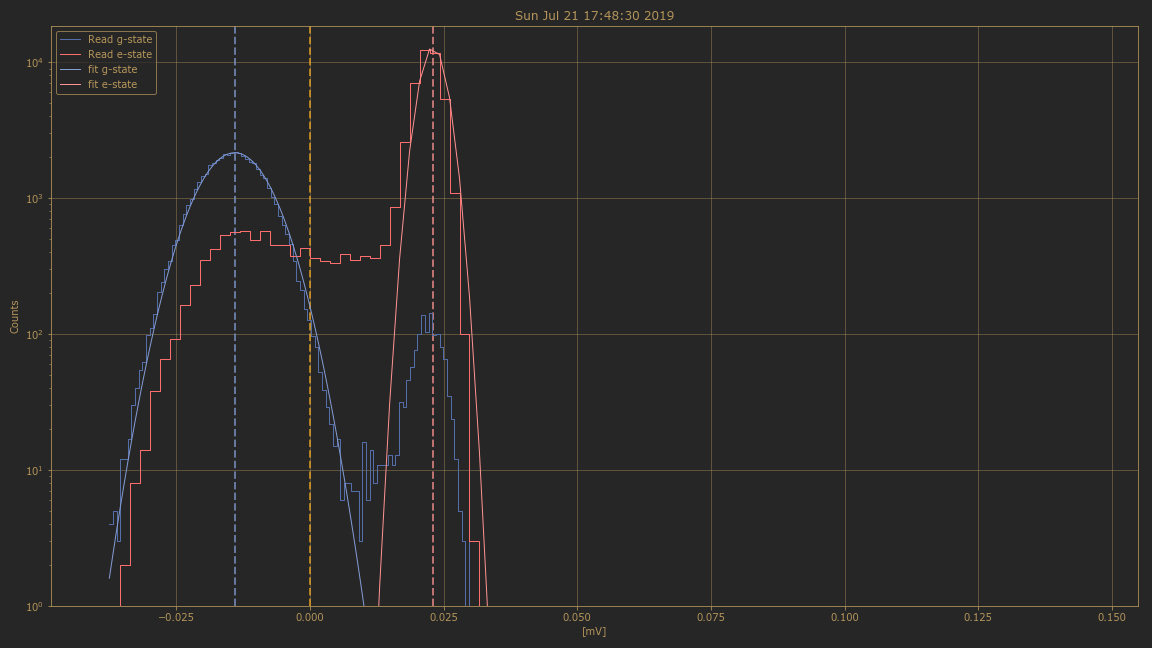 Sun Jul 21 17:48:30 2019
Read g-state
Read e-state
fit g-state
fit e-state
Counts
10⁴
10³
10²
10¹
10⁰
−0.025 0.000 0.025 0.050 0.075 0.100 0.125 0.150
[mV]